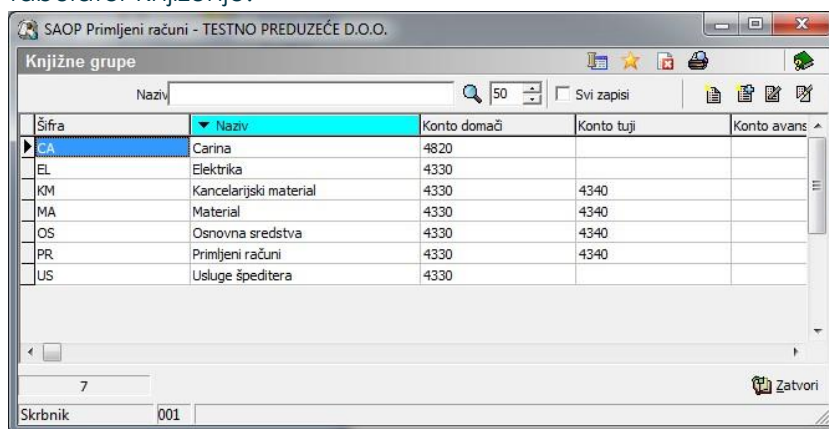 SAOP Primljeni računi - TESTNO PREDUZEĆE D.O.O.
Knjižne grupe
Naziv 50 Svi zapisi
Šifra Naziv Konto domači Konto tuji Konto avans
CA Carina 4820
EL Elektrika 4330
KM Kancelarijski material 4330 4340
MA Material 4330 4340
OS Osnovna sredstva 4330 4340
PR Primljeni računi 4330 4340
US Usluge špeditera 4330
7 Zatvori
Skrbnik 001